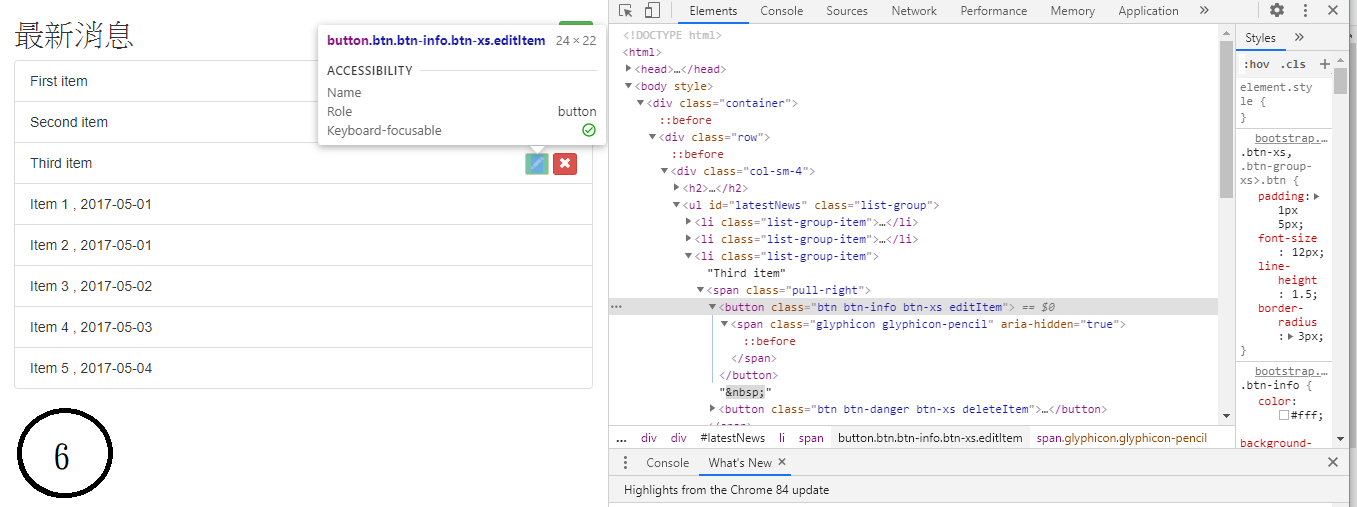 最新消息
button.btn.btn-info.btn-xs.editItem 24 × 22
ACCESSIBILITY
Name
Role button
Keyboard-focusable
First item
Second item
Third item
Item 1 , 2017-05-01
Item 2 , 2017-05-01
Item 3 , 2017-05-02
Item 4 , 2017-05-03
Item 5 , 2017-05-04
6
Elements Console Sources Network Performance Memory Application »
<!DOCTYPE html>
<html>
<head>…</head>
<body style>
<div class="container">
::before
<div class="row">
::before
<div class="col-sm-4">
<h2>…</h2>
<ul id="latestNews" class="list-group">
<li class="list-group-item">…</li>
<li class="list-group-item">…</li>
<li class="list-group-item">
"Third item"
<span class="pull-right">
… <button class="btn btn-info btn-xs editItem"> == $0
<span class="glyphicon glyphicon-pencil" aria-hidden="true">
::before
</span>
</button>
"&nbsp;"
<button class="btn btn-danger btn-xs deleteItem">…</button>
… div div #latestNews li span button.btn.btn-info.btn-xs.editItem span.glyphicon.glyphicon-pencil
Styles »
:hov .cls +
element.sty
le {
}
bootstrap.…
.btn-xs,
.btn-group-
xs>.btn {
padding:
1px
5px;
font-size
: 12px;
line-
height
: 1.5;
border-
radius
: 3px;
}
bootstrap.…
.btn-info {
color:
#fff;
background-
Console What's New ×
Highlights from the Chrome 84 update